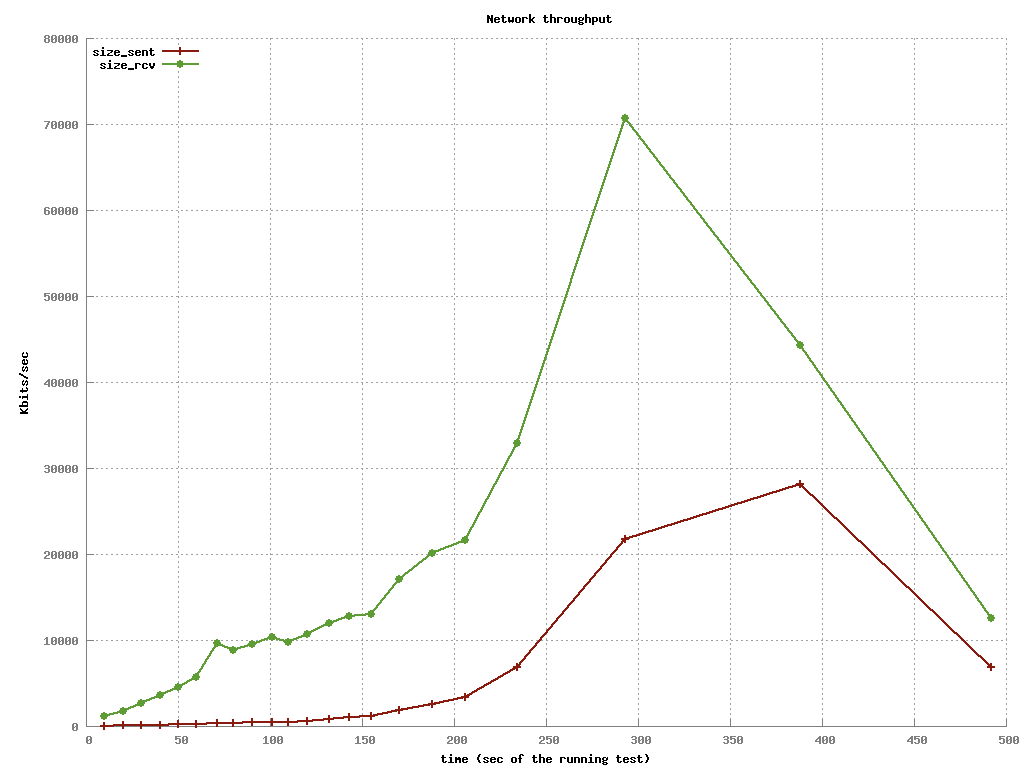 Network throughput
80000
size_sent
size_rcv
70000
60000
50000
Kbits/sec
40000
30000
20000
10000
0
0 50 100 150 200 250 300 350 400 450 500
time (sec of the running test)